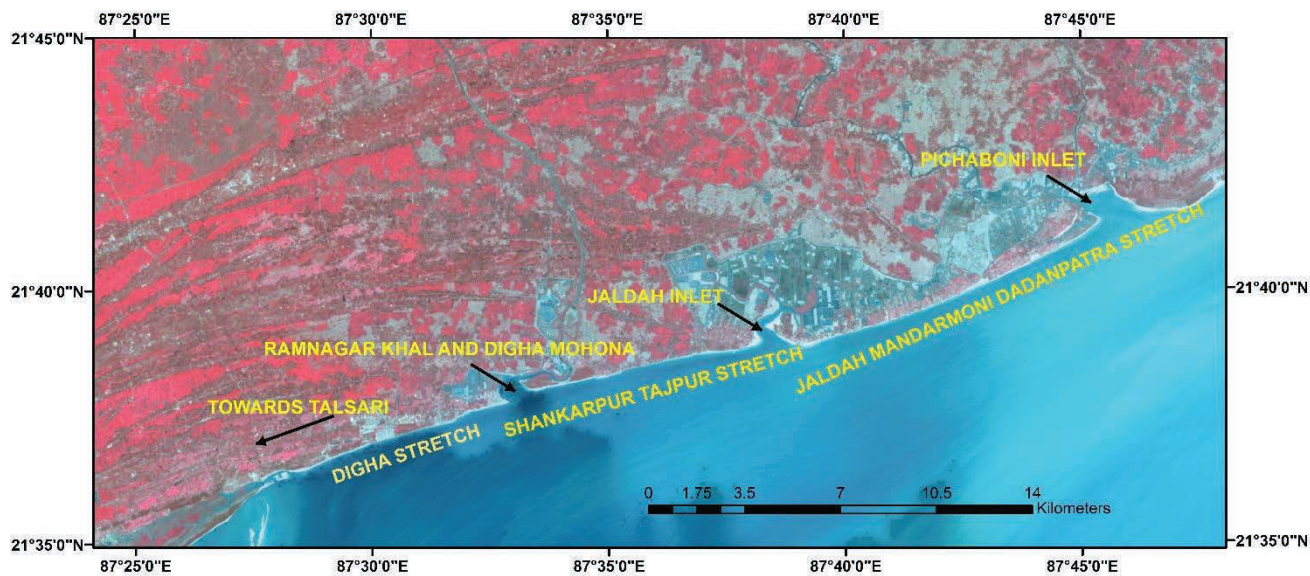 87°25'0"E 87°30'0"E 87°35'0"E 87°40'0"E 87°45'0"E
21°45'0"N
21°45'0"N
PICHABONI INLET
21°40'0"N
21°40'0"N
JALDAH INLET
JALDAH MANDARMONI DADANPATRA STRETCH
RAMNAGAR KHAL AND DIGHA MOHONA
SHANKARPUR TAJPUR STRETCH
TOWARDS TALSARI
DIGHA STRETCH
0 1.75 3.5 7 10.5 14
Kilometers
21°35'0"N
21°35'0"N
87°25'0"E 87°30'0"E 87°35'0"E 87°40'0"E 87°45'0"E